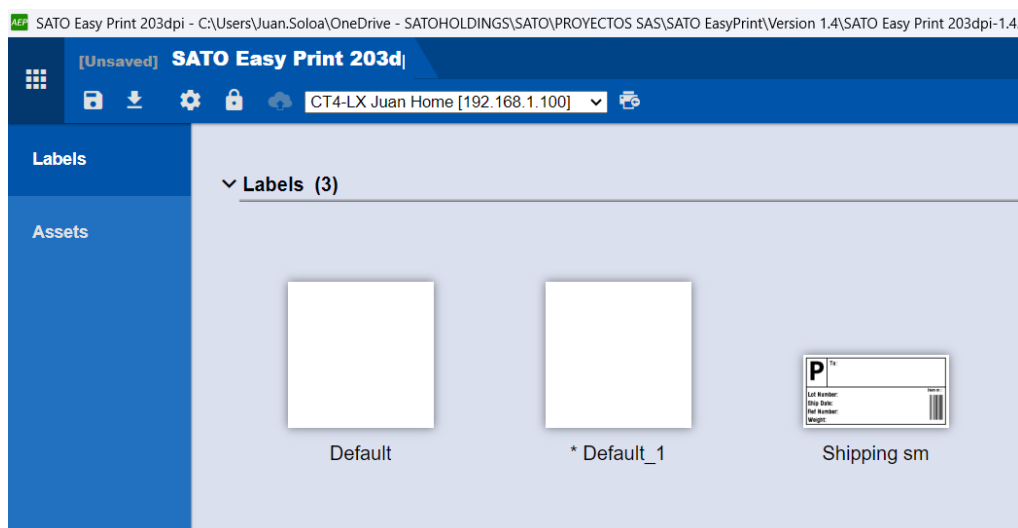 AEP SATO Easy Print 203dpi - C:\Users\Juan.Soloa\OneDrive - SATOHOLDINGS\SATO\PROYECTOS SAS\SATO EasyPrint\Version 1.4\SATO Easy Print 203dpi-1.4
[Unsaved] SATO Easy Print 203d
CT4-LX Juan Home [192.168.1.100]
Labels
Labels (3)
Assets
P To:
Lot Number:
Ship Date:
Ref Number:
Weight:
Default
* Default_1
Shipping sm